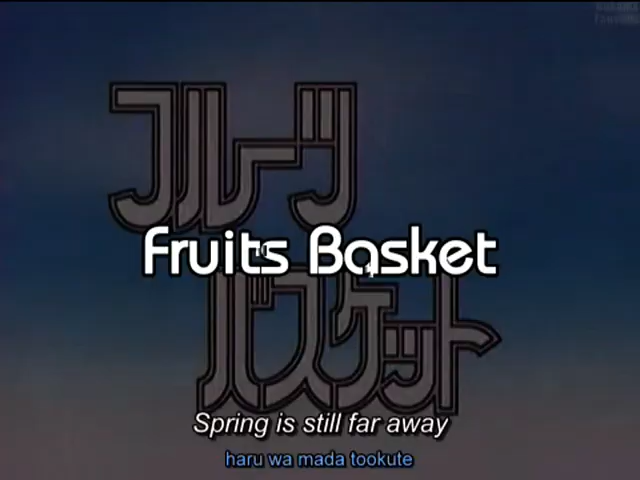 フルーツ
Fruits Basket
バスケット
Spring is still far away
haru wa mada tookute